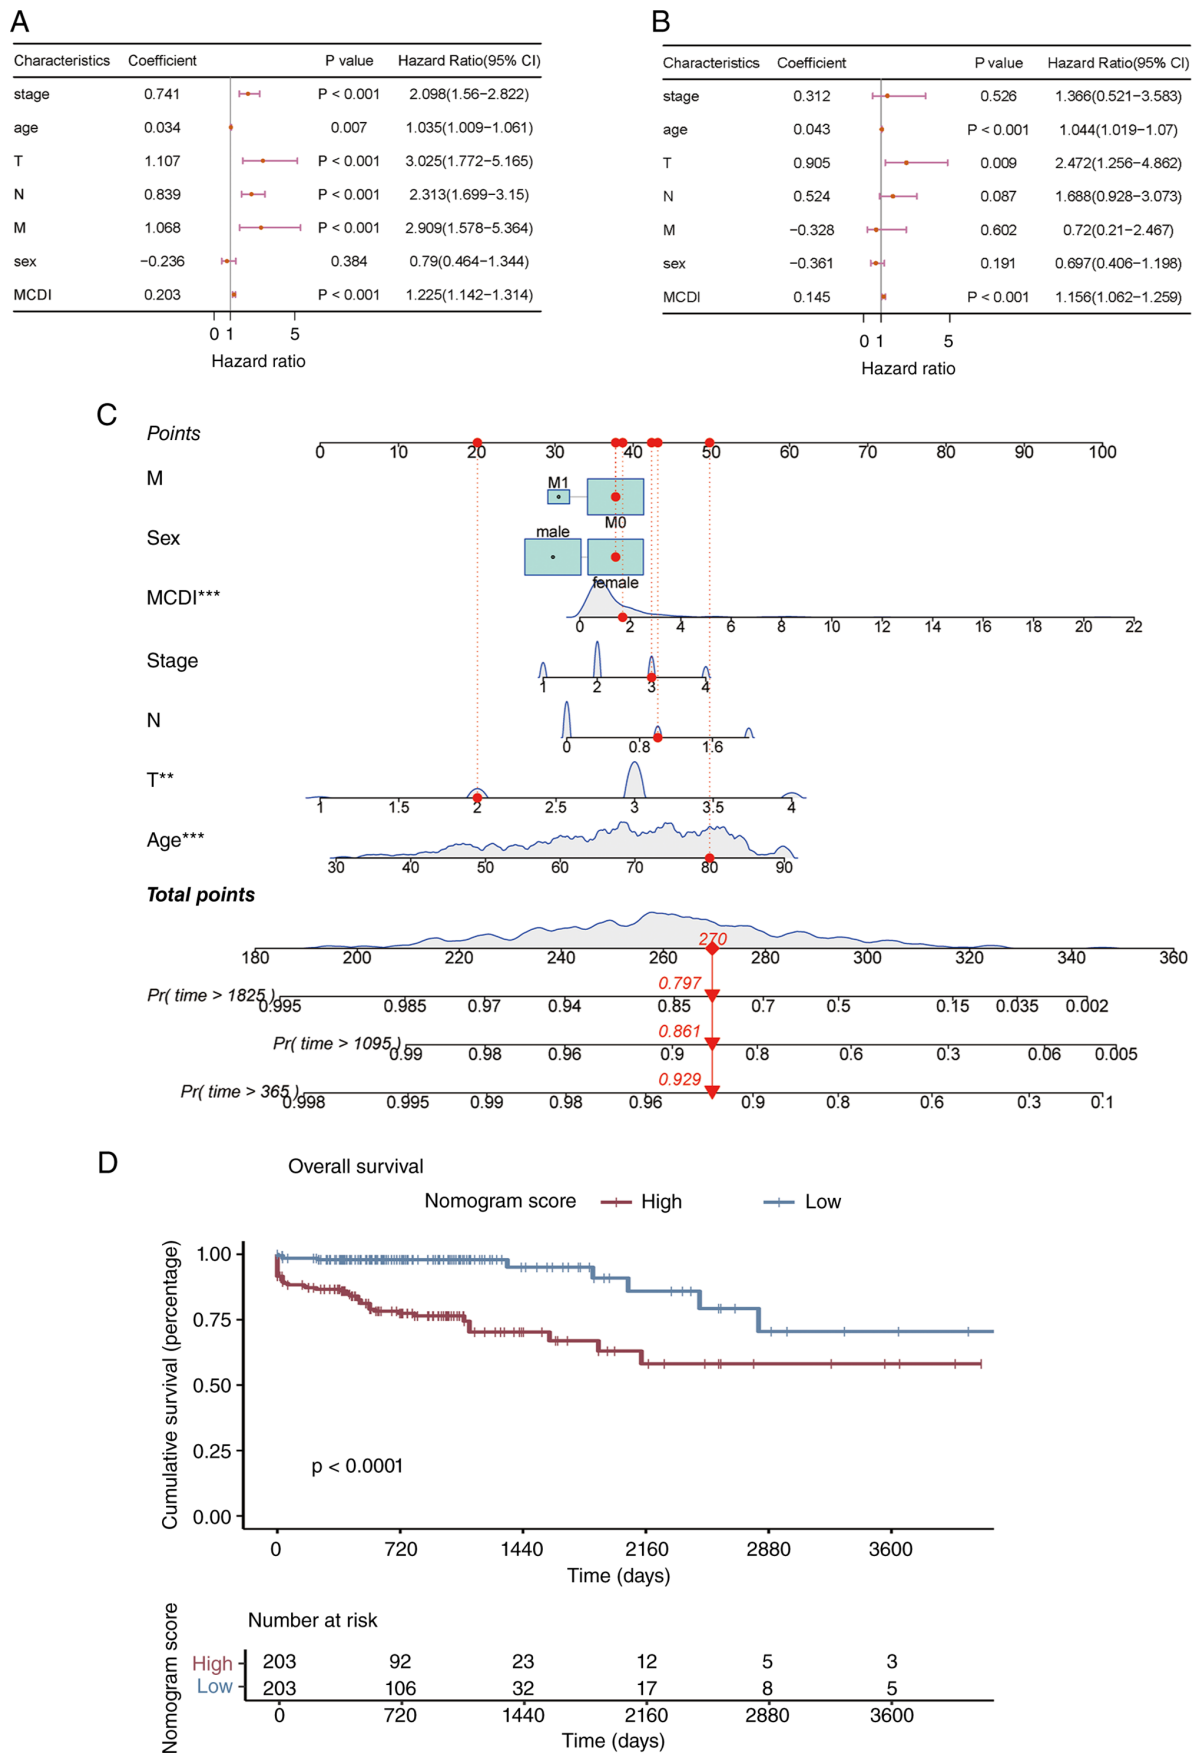 A
Characteristics Coefficient P value Hazard Ratio(95% CI)
stage 0.741 P < 0.001 2.098(1.56−2.822)
age 0.034 0.007 1.035(1.009−1.061)
T 1.107 P < 0.001 3.025(1.772−5.165)
N 0.839 P < 0.001 2.313(1.699−3.15)
M 1.068 P < 0.001 2.909(1.578−5.364)
sex −0.236 0.384 0.79(0.464−1.344)
MCDI 0.203 P < 0.001 1.225(1.142−1.314)
0 1 5
Hazard ratio
B
Characteristics Coefficient P value Hazard Ratio(95% CI)
stage 0.312 0.526 1.366(0.521−3.583)
age 0.043 P < 0.001 1.044(1.019−1.07)
T 0.905 0.009 2.472(1.256−4.862)
N 0.524 0.087 1.688(0.928−3.073)
M −0.328 0.602 0.72(0.21−2.467)
sex −0.361 0.191 0.697(0.406−1.198)
MCDI 0.145 P < 0.001 1.156(1.062−1.259)
0 1 5
Hazard ratio
C
Points
0 10 20 30 40 50 60 70 80 90 100
M
M1
M0
Sex
male
female
MCDI***
0 2 4 6 8 10 12 14 16 18 20 22
Stage
1 2 3 4
N
0 0.8 1.6
T**
1 1.5 2 2.5 3 3.5 4
Age***
30 40 50 60 70 80 90
Total points
270
180 200 220 240 260 280 300 320 340 360
0.797
Pr( time > 1825 )
0.995 0.985 0.97 0.94 0.85 0.7 0.5 0.15 0.035 0.002
0.861
Pr( time > 1095 )
0.99 0.98 0.96 0.9 0.8 0.6 0.3 0.06 0.005
0.929
Pr( time > 365 )
0.998 0.995 0.99 0.98 0.96 0.9 0.8 0.6 0.3 0.1
D
Overall survival
Nomogram score High Low
Cumulative survival (percentage)
1.00
0.75
0.50
0.25
0.00
p < 0.0001
0 720 1440 2160 2880 3600
Time (days)
Number at risk
Nomogram score
High 203 92 23 12 5 3
Low 203 106 32 17 8 5
0 720 1440 2160 2880 3600
Time (days)